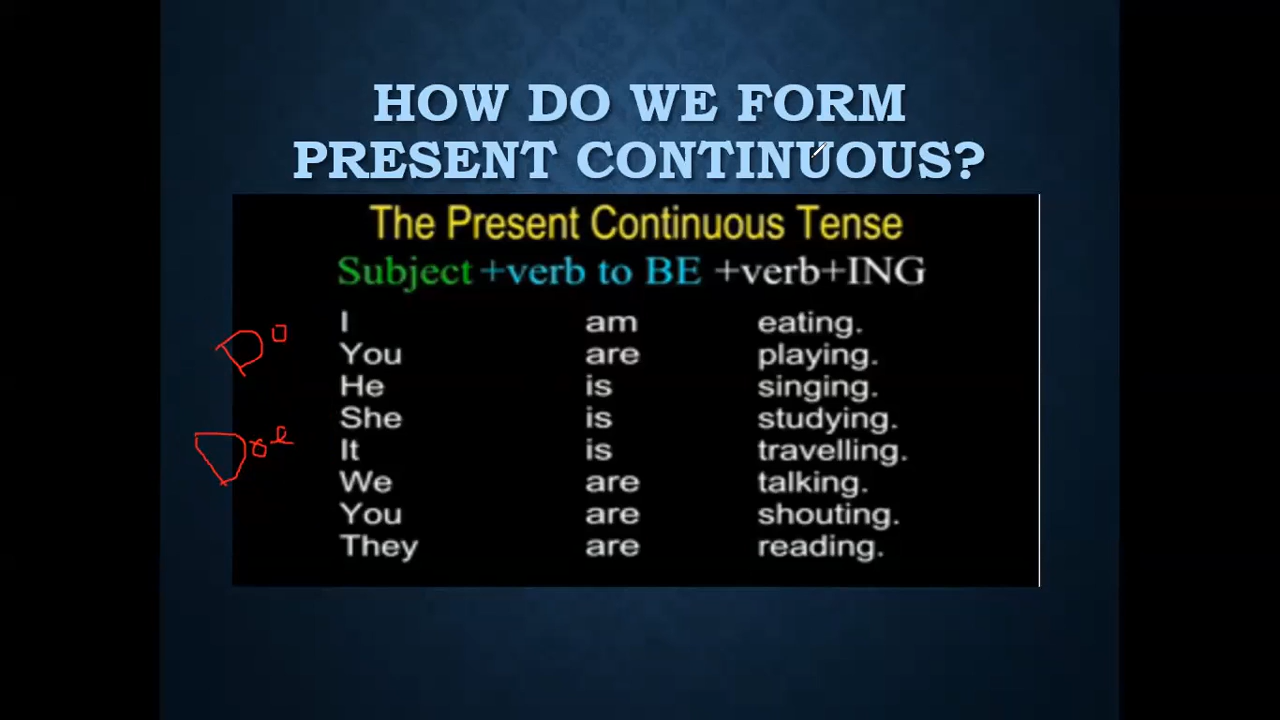 HOW DO WE FORM
PRESENT CONTINUOUS?
The Present Continuous Tense
Subject +verb to BE +verb+ING
I am eating.
Do
You are playing.
He is singing.
She is studying.
Doe
It is travelling.
We are talking.
You are shouting.
They are reading.